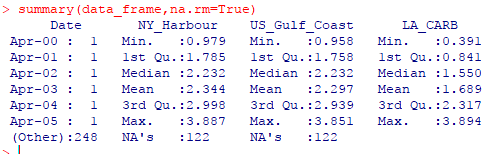 > summary(data_frame,na.rm=True)
Date NY_Harbour US_Gulf_Coast LA_CARB
Apr-00 : 1 Min. :0.979 Min. :0.958 Min. :0.391
Apr-01 : 1 1st Qu.:1.785 1st Qu.:1.758 1st Qu.:0.841
Apr-02 : 1 Median :2.232 Median :2.232 Median :1.550
Apr-03 : 1 Mean :2.344 Mean :2.297 Mean :1.689
Apr-04 : 1 3rd Qu.:2.998 3rd Qu.:2.939 3rd Qu.:2.317
Apr-05 : 1 Max. :3.887 Max. :3.851 Max. :3.894
(Other):248 NA's :122 NA's :122
>